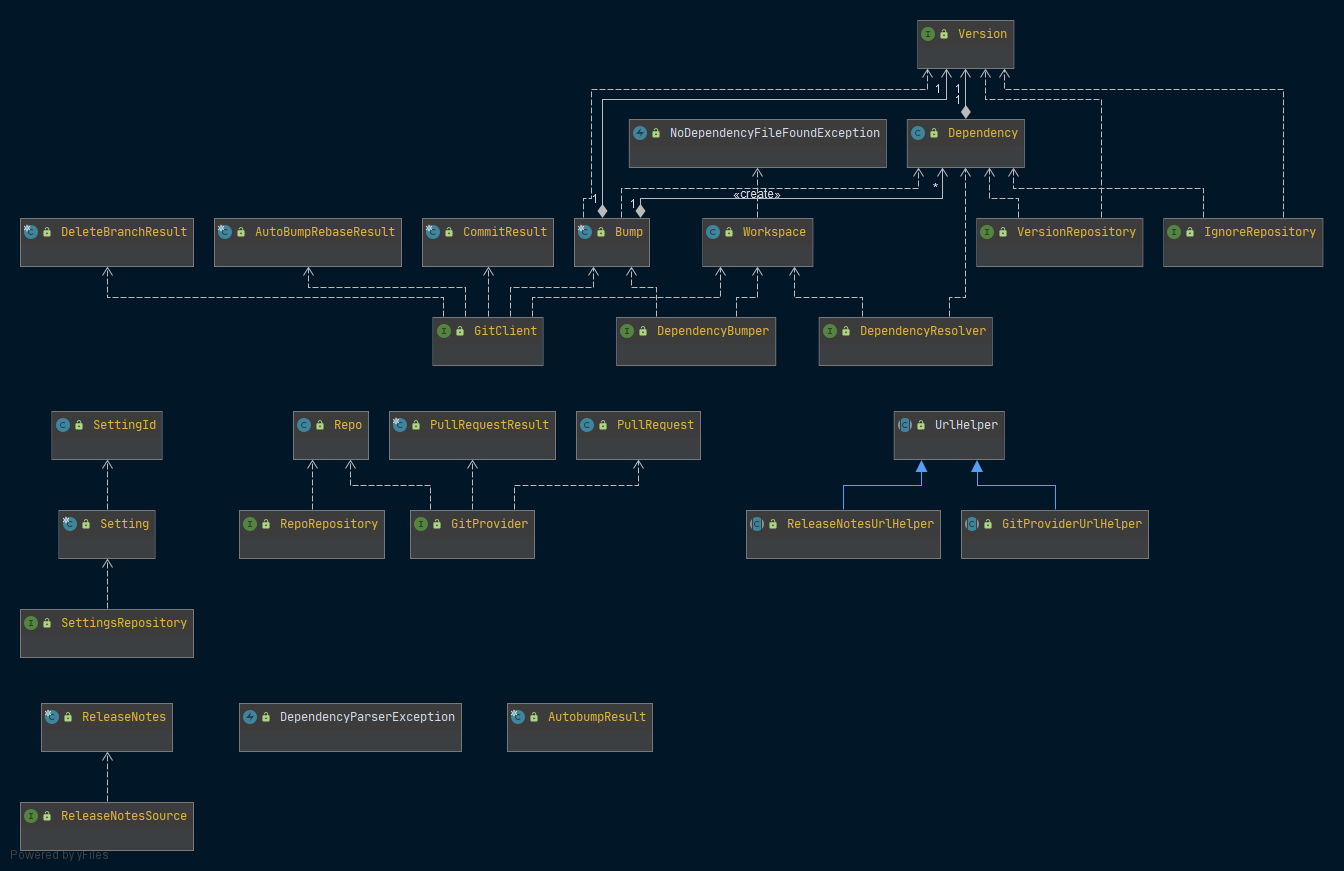 Version
1
1
1
NoDependencyFileFoundException
Dependency
«create»
*
1
1
DeleteBranchResult
AutoBumpRebaseResult
CommitResult
Bump
Workspace
VersionRepository
IgnoreRepository
GitClient
DependencyBumper
DependencyResolver
SettingId
Repo
PullRequestResult
PullRequest
UrlHelper
Setting
RepoRepository
GitProvider
ReleaseNotesUrlHelper
GitProviderUrlHelper
SettingsRepository
ReleaseNotes
DependencyParserException
AutobumpResult
ReleaseNotesSource
Powered by yFiles